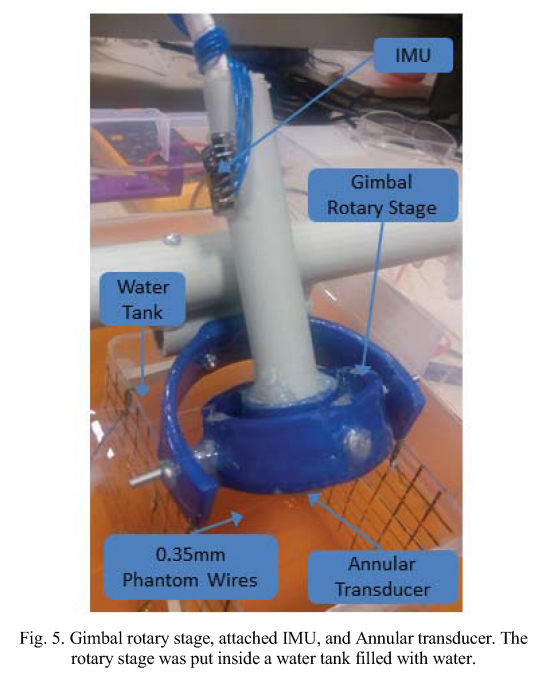 IMU
Gimbal
Rotary Stage
Water
Tank
0.35mm
Phantom Wires
Annular
Transducer
Fig. 5. Gimbal rotary stage, attached IMU, and Annular transducer. The
rotary stage was put inside a water tank filled with water.